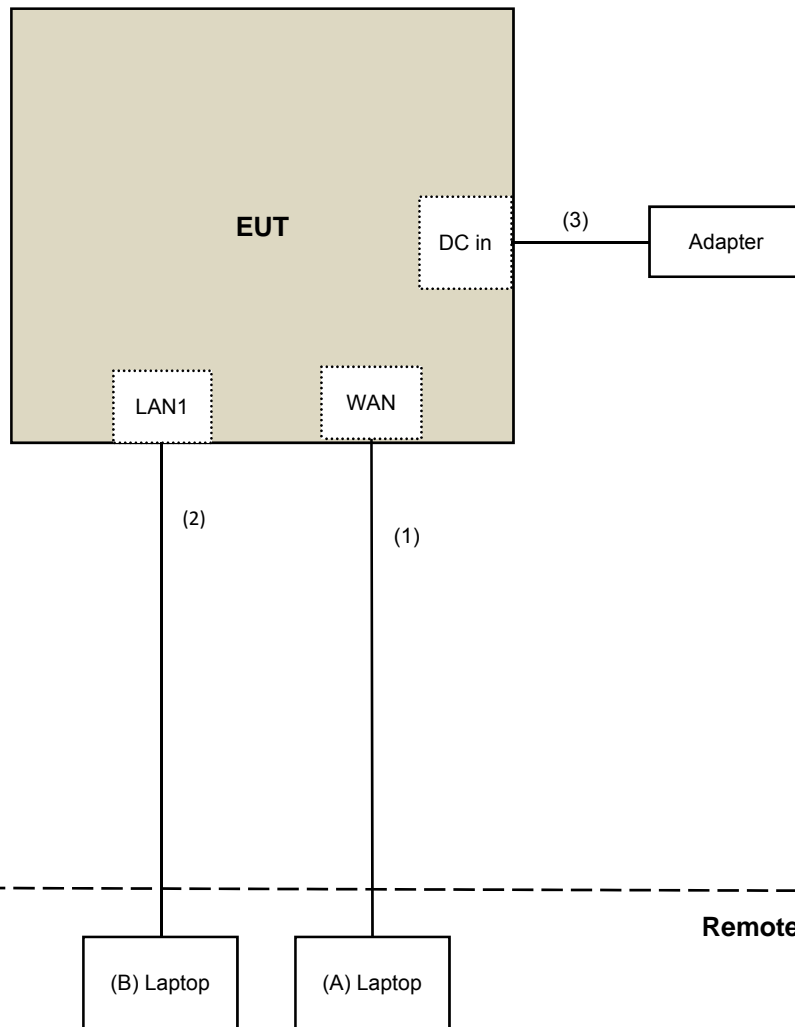 EUT
DC in
(3)
Adapter
LAN1
WAN
(2)
(1)
Remote
(B) Laptop
(A) Laptop